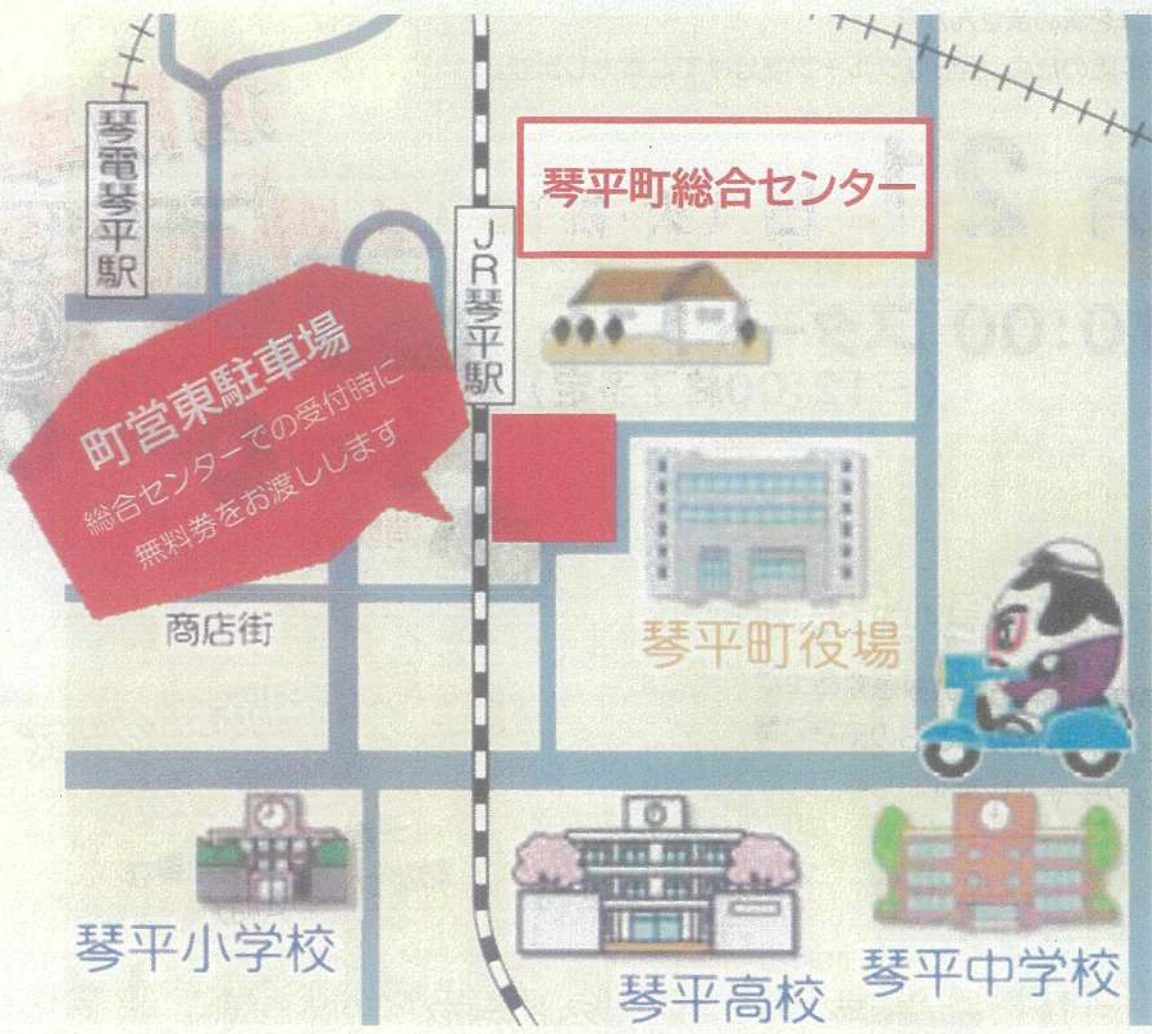 琴電琴平駅
琴平町総合センター
JR琴平駅
町営東駐車場
総合センターでの受付時に
無料券をお渡しします
商店街
琴平町役場
琴平小学校
琴平高校
琴平中学校